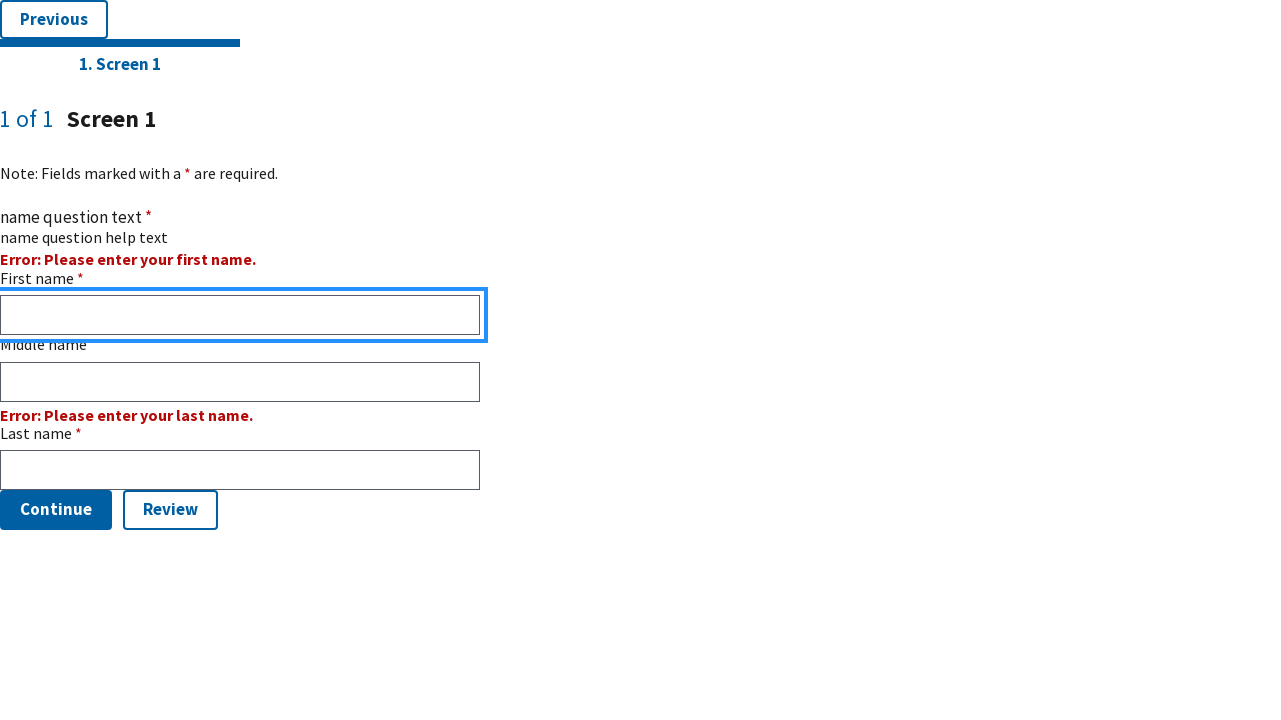 Previous
1. Screen 1
1 of 1 Screen 1
Note: Fields marked with a * are required.
name question text *
name question help text
Error: Please enter your first name.
First name *
Middle name
Error: Please enter your last name.
Last name *
Continue Review